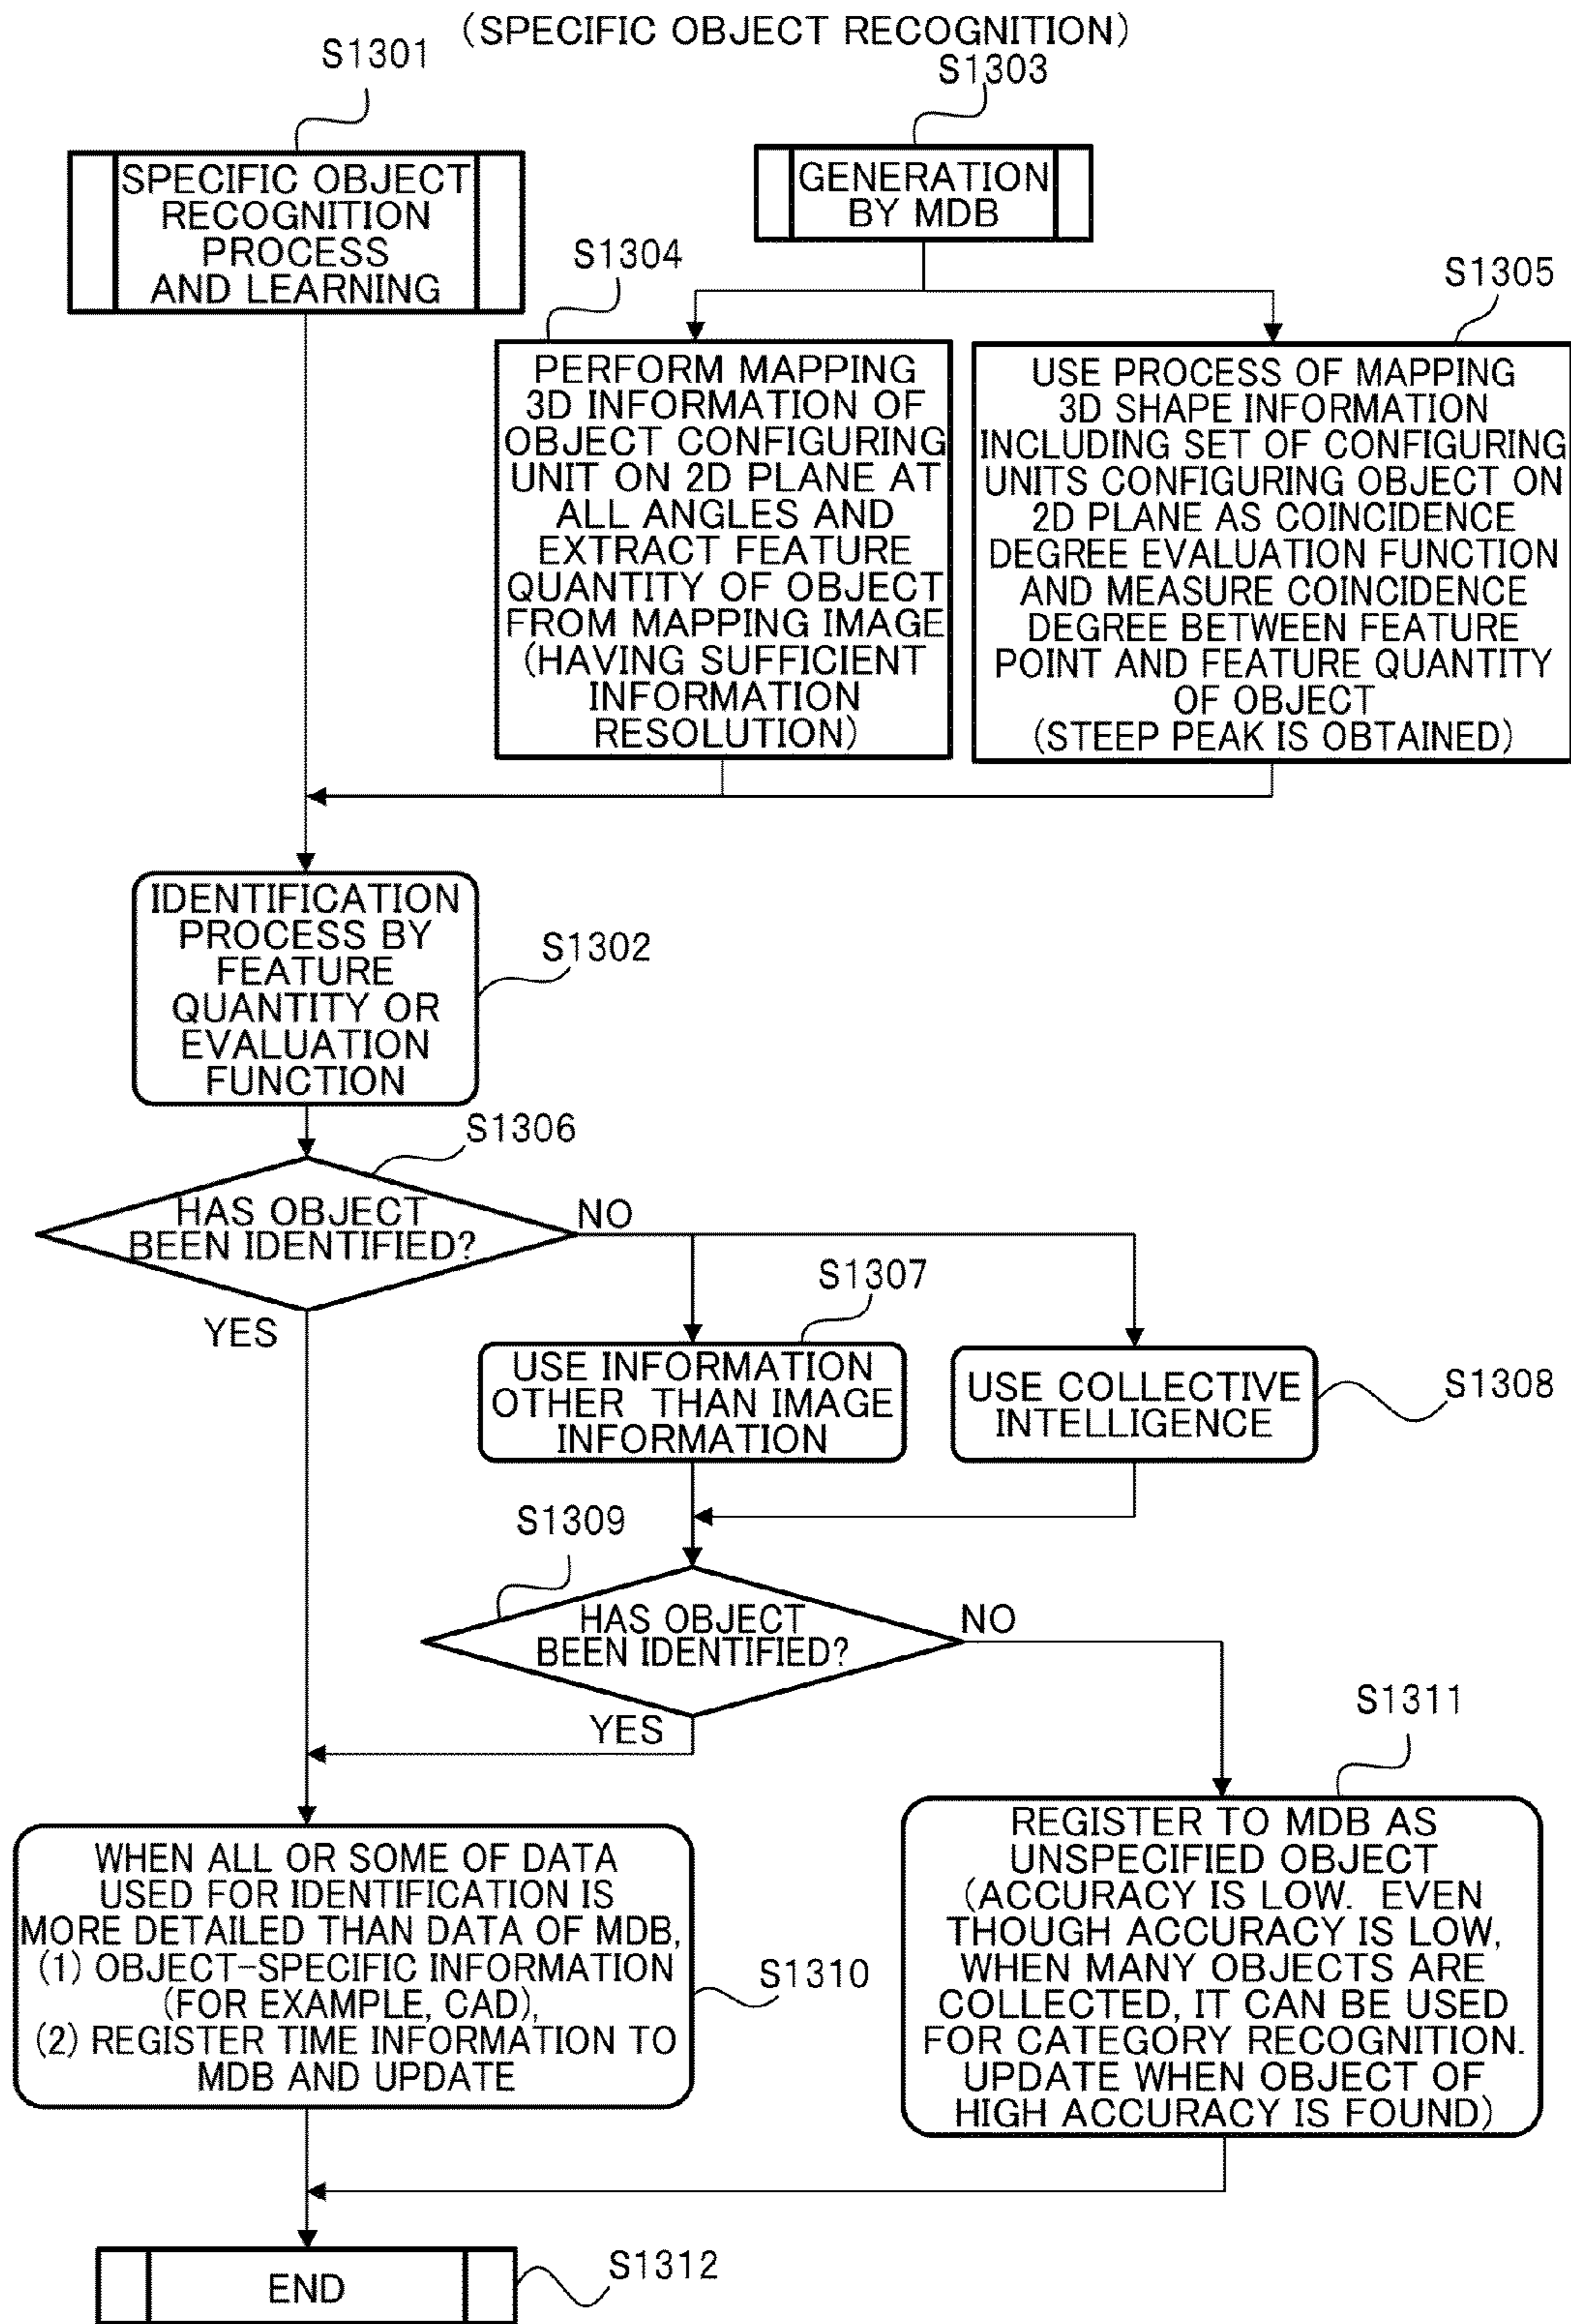 (SPECIFIC OBJECT RECOGNITION)
S1301
S1303
SPECIFIC OBJECT
RECOGNITION
PROCESS
AND LEARNING
GENERATION
BY MDB
S1304
S1305
PERFORM MAPPING
3D INFORMATION OF
OBJECT CONFIGURING
UNIT ON 2D PLANE AT
ALL ANGLES AND
EXTRACT FEATURE
QUANTITY OF OBJECT
FROM MAPPING IMAGE
(HAVING SUFFICIENT
INFORMATION
RESOLUTION)
USE PROCESS OF MAPPING
3D SHAPE INFORMATION
INCLUDING SET OF CONFIGURING
UNITS CONFIGURING OBJECT ON
2D PLANE AS COINCIDENCE
DEGREE EVALUATION FUNCTION
AND MEASURE COINCIDENCE
DEGREE BETWEEN FEATURE
POINT AND FEATURE QUANTITY
OF OBJECT
(STEEP PEAK IS OBTAINED)
IDENTIFICATION
PROCESS BY
FEATURE
QUANTITY OR
EVALUATION
FUNCTION
S1302
S1306
HAS OBJECT
BEEN IDENTIFIED?
NO
YES
S1307
USE INFORMATION
OTHER THAN IMAGE
INFORMATION
USE COLLECTIVE
INTELLIGENCE
S1308
S1309
HAS OBJECT
BEEN IDENTIFIED?
NO
YES
S1311
WHEN ALL OR SOME OF DATA
USED FOR IDENTIFICATION IS
MORE DETAILED THAN DATA OF MDB,
(1) OBJECT-SPECIFIC INFORMATION
(FOR EXAMPLE, CAD),
(2) REGISTER TIME INFORMATION TO
MDB AND UPDATE
S1310
REGISTER TO MDB AS
UNSPECIFIED OBJECT
(ACCURACY IS LOW. EVEN
THOUGH ACCURACY IS LOW,
WHEN MANY OBJECTS ARE
COLLECTED, IT CAN BE USED
FOR CATEGORY RECOGNITION.
UPDATE WHEN OBJECT OF
HIGH ACCURACY IS FOUND)
END
S1312